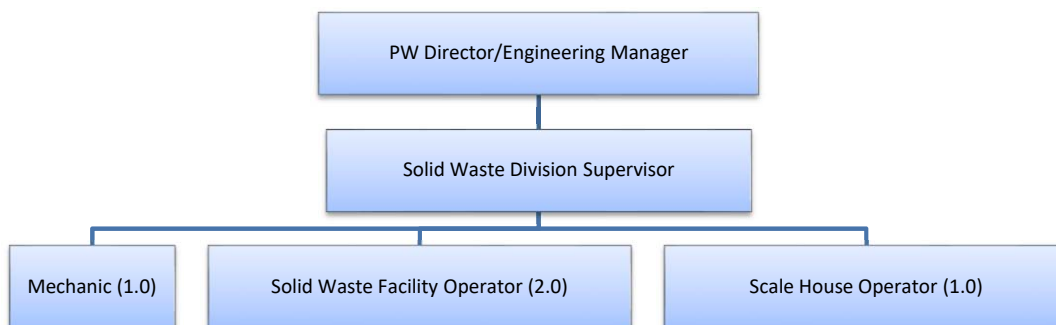 PW Director/Engineering Manager
Solid Waste Division Supervisor
Mechanic (1.0)
Solid Waste Facility Operator (2.0)
Scale House Operator (1.0)